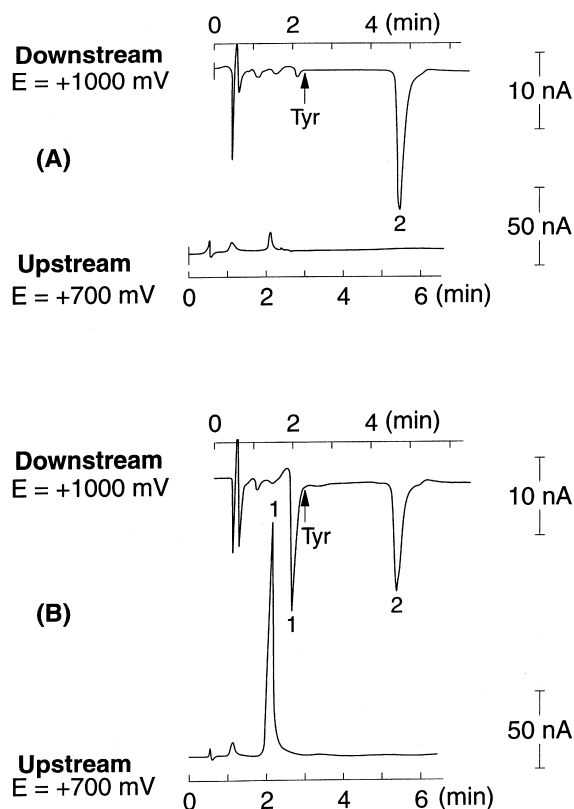 0 2 4 (min)
Downstream
E = +1000 mV
10 nA
Tyr
(A)
2
50 nA
Upstream
E = +700 mV
0 2 4 6 (min)
0 2 4 (min)
Downstream
E = +1000 mV
10 nA
1
Tyr
2
1
(B)
50 nA
Upstream
E = +700 mV
0 2 4 6 (min)